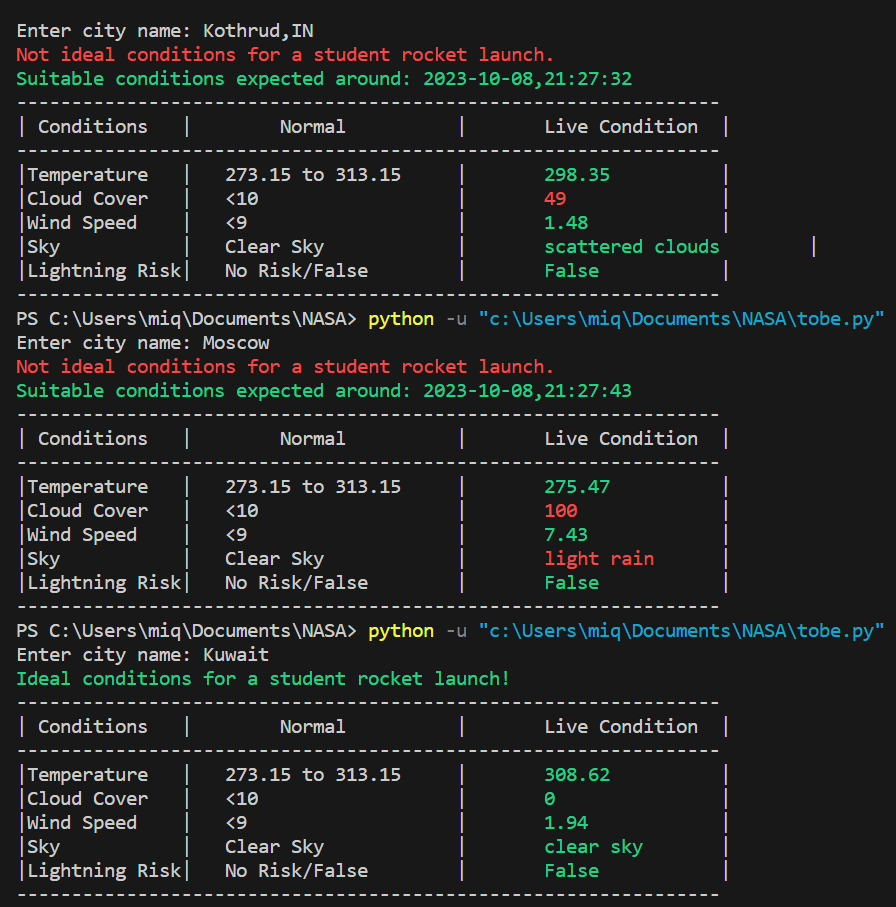 Enter city name: Kothrud,IN
Not ideal conditions for a student rocket launch.
Suitable conditions expected around: 2023-10-08,21:27:32
----------------------------------------------------------------
| Conditions   |        Normal          |       Live Condition  |
----------------------------------------------------------------
|Temperature   |   273.15 to 313.15     |       298.35          |
|Cloud Cover   |   <10                  |       49              |
|Wind Speed    |   <9                   |       1.48            |
|Sky           |   Clear Sky            |       scattered clouds        |
|Lightning Risk|   No Risk/False        |       False           |
----------------------------------------------------------------
PS C:\Users\miq\Documents\NASA> python -u "c:\Users\miq\Documents\NASA\tobe.py"
Enter city name: Moscow
Not ideal conditions for a student rocket launch.
Suitable conditions expected around: 2023-10-08,21:27:43
----------------------------------------------------------------
| Conditions   |        Normal          |       Live Condition  |
----------------------------------------------------------------
|Temperature   |   273.15 to 313.15     |       275.47          |
|Cloud Cover   |   <10                  |       100             |
|Wind Speed    |   <9                   |       7.43            |
|Sky           |   Clear Sky            |       light rain      |
|Lightning Risk|   No Risk/False        |       False           |
----------------------------------------------------------------
PS C:\Users\miq\Documents\NASA> python -u "c:\Users\miq\Documents\NASA\tobe.py"
Enter city name: Kuwait
Ideal conditions for a student rocket launch!
----------------------------------------------------------------
| Conditions   |        Normal          |       Live Condition  |
----------------------------------------------------------------
|Temperature   |   273.15 to 313.15     |       308.62          |
|Cloud Cover   |   <10                  |       0               |
|Wind Speed    |   <9                   |       1.94            |
|Sky           |   Clear Sky            |       clear sky       |
|Lightning Risk|   No Risk/False        |       False           |
----------------------------------------------------------------